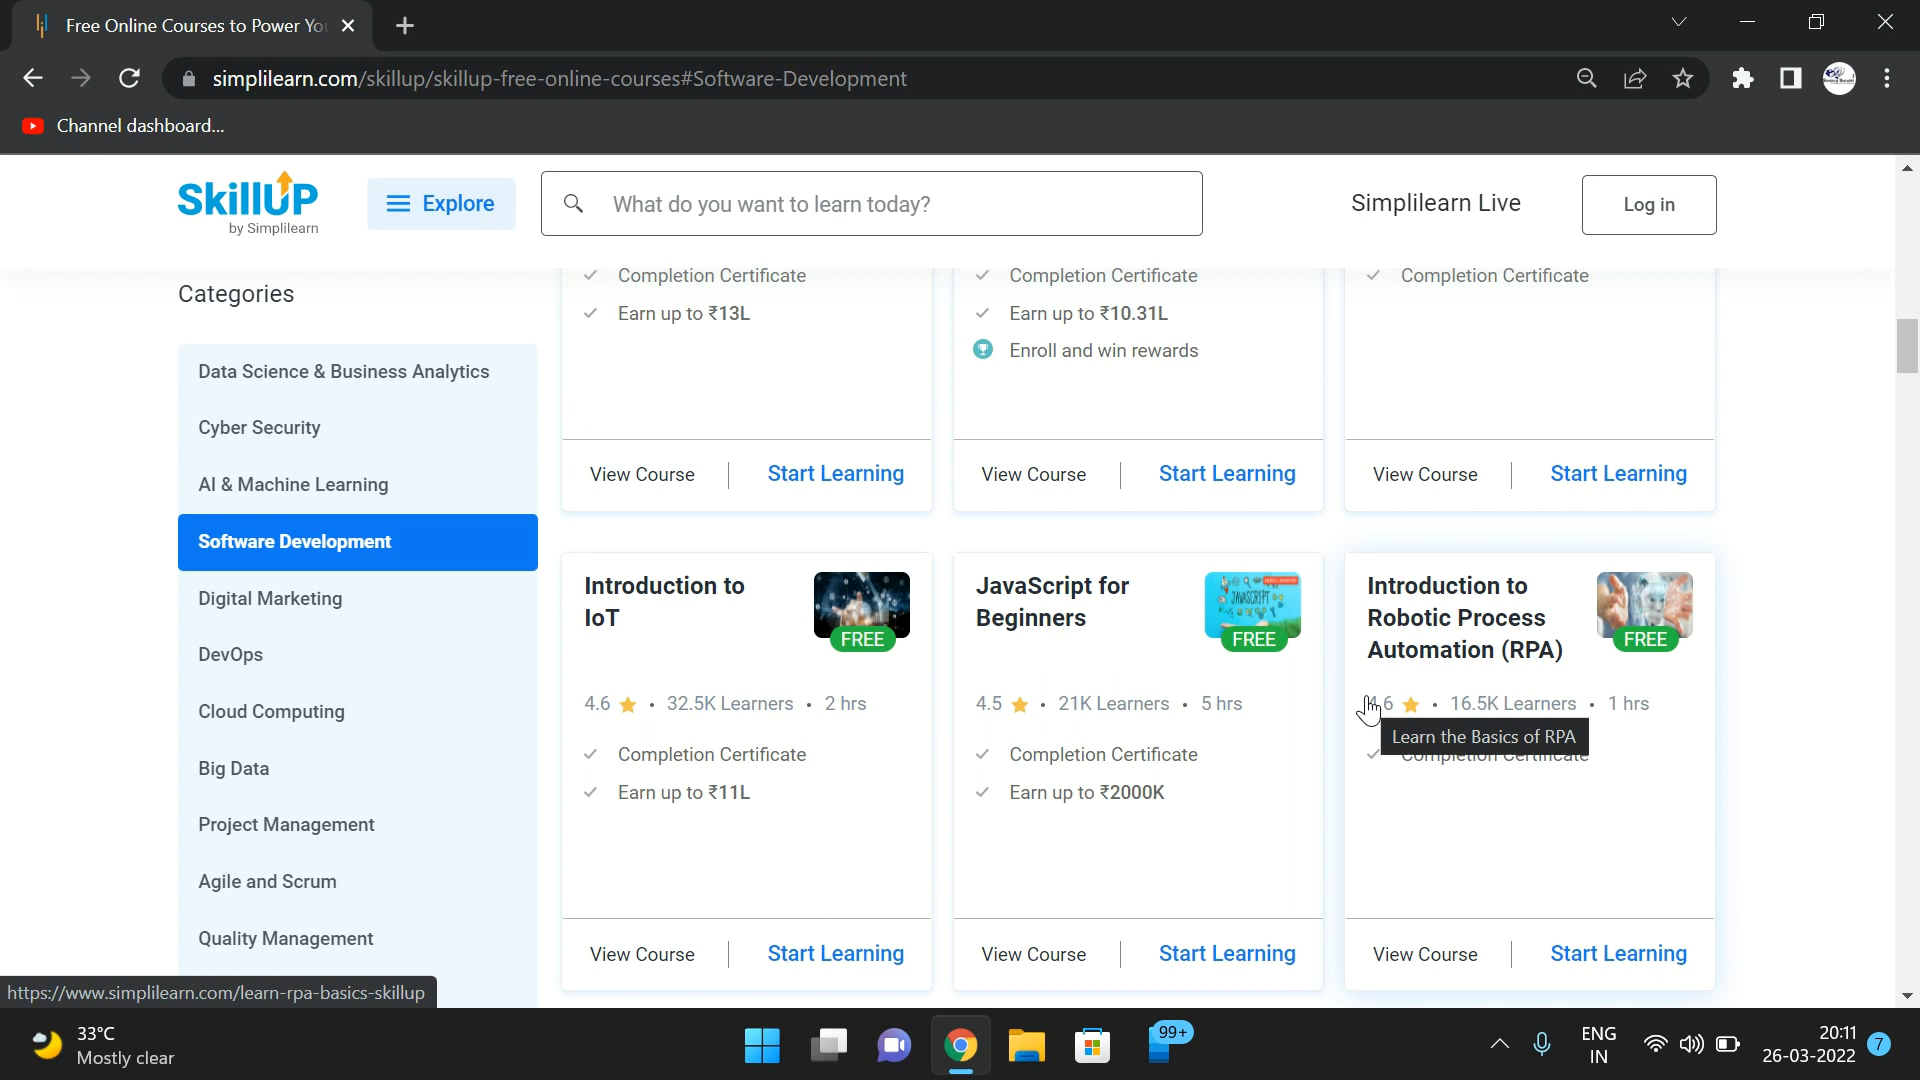 Free Online Courses to Power Yo
simplilearn.com/skillup/skillup-free-online-courses#Software-Development
Channel dashboard...
SkillUP
by Simplilearn
Explore
What do you want to learn today?
Simplilearn Live
Log in
Categories
Data Science & Business Analytics
Cyber Security
AI & Machine Learning
Software Development
Digital Marketing
DevOps
Cloud Computing
Big Data
Project Management
Agile and Scrum
Quality Management
Completion Certificate
Earn up to ₹13L
View Course
Start Learning
Completion Certificate
Earn up to ₹10.31L
Enroll and win rewards
View Course
Start Learning
Completion Certificate
View Course
Start Learning
Introduction to
IoT
FREE
4.6 • 32.5K Learners • 2 hrs
Completion Certificate
Earn up to ₹11L
View Course
Start Learning
JavaScript for
Beginners
JAVASCRIPT
FREE
4.5 • 21K Learners • 5 hrs
Completion Certificate
Earn up to ₹2000K
View Course
Start Learning
Introduction to
Robotic Process
Automation (RPA)
FREE
4.6 • 16.5K Learners • 1 hrs
Learn the Basics of RPA
Completion Certificate
View Course
Start Learning
https://www.simplilearn.com/learn-rpa-basics-skillup
33°C
Mostly clear
99+
ENG
IN
20:11
26-03-2022
7